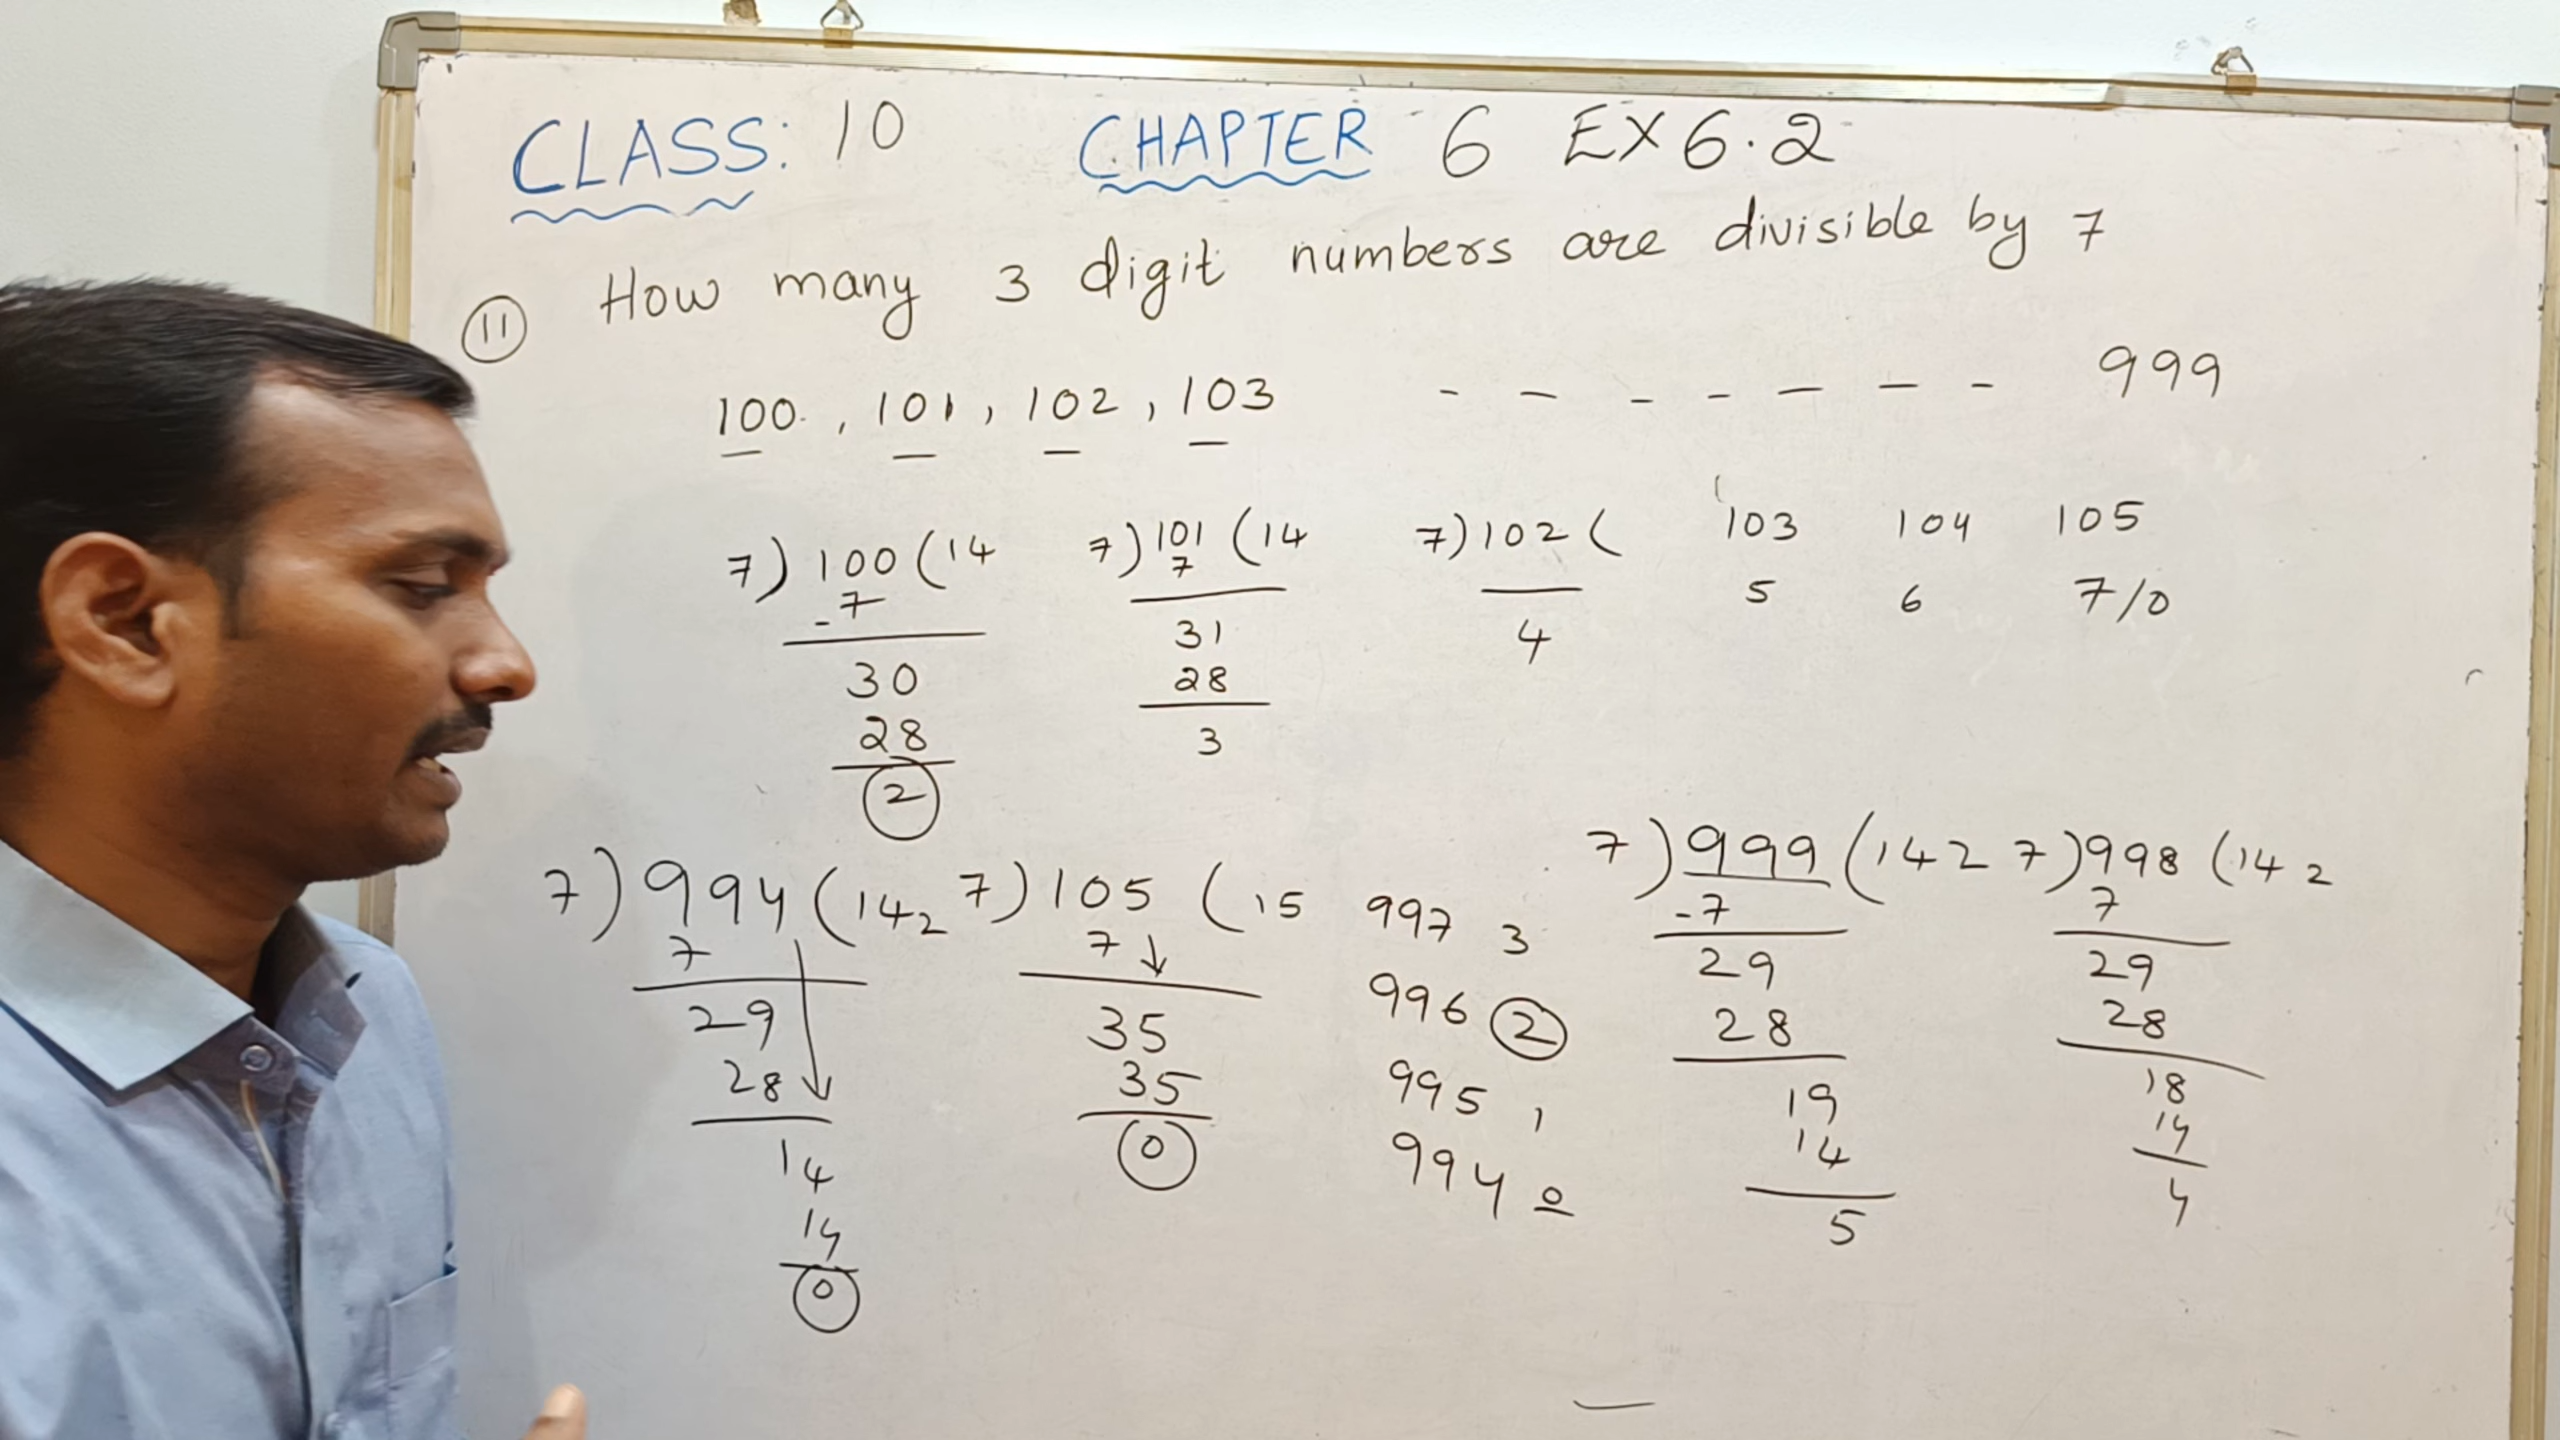 CLASS: 10 CHAPTER 6 EX 6.2
11 How many 3 digit numbers are divisible by 7
100, 101, 102, 103 - - - - - - - 999
7) 100 (14
- 7
30
28
2
7) 101 (14
7
31
28
3
7) 102 (
4
103 104 105
5 6 7/0
7) 994 (142
7
29
28
14
14
0
7) 105 (15
7
35
35
0
997 3
996 2
995 1
994 0
7) 999 (142
- 7
29
28
19
14
5
7) 998 (142
7
29
28
18
14
4